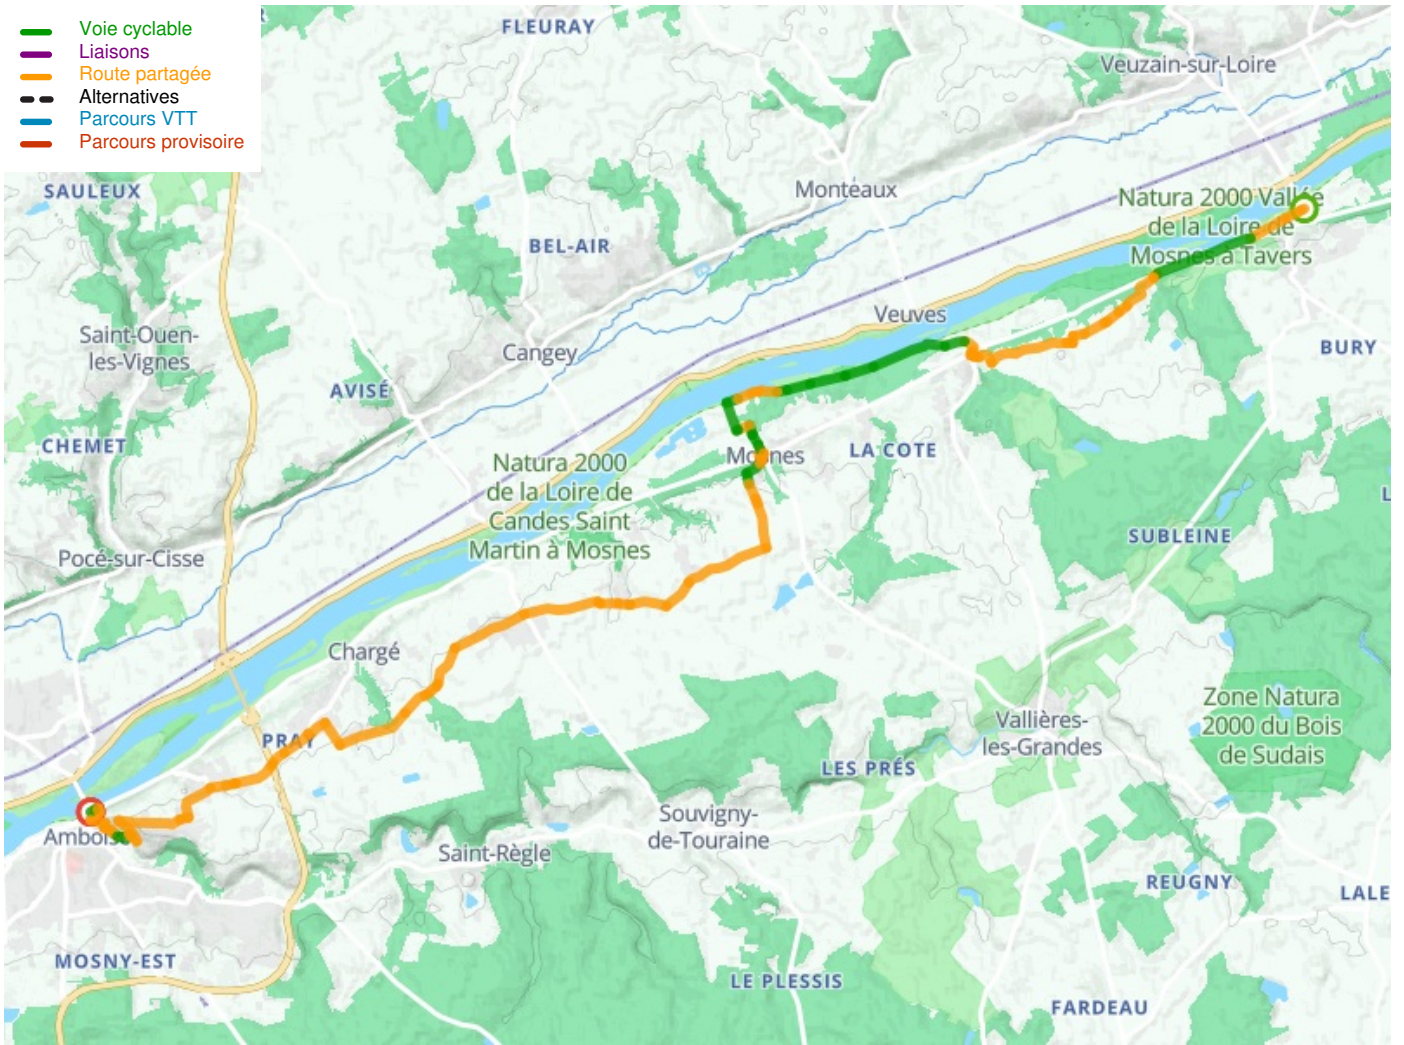 Voie cyclable
Liaisons
Route partagée
Alternatives
Parcours VTT
Parcours provisoire
FLEURAY
Veuzain-sur-Loire
SAULEUX
Monteaux
Natura 2000 Vallée
de la Loire de
Mosnes à Tavers
BEL-AIR
Saint-Ouen-
les-Vignes
Veuves
Cangey
BURY
AVISÉ
CHEMET
LA COTE
Mosnes
Natura 2000
de la Loire de
Candes Saint
Martin à Mosnes
SUBLEINE
Pocé-sur-Cisse
Chargé
Zone Natura
2000 du Bois
de Sudais
Vallières-
les-Grandes
PRAY
LES PRÉS
Souvigny-
de-Touraine
Amboise
Saint-Règle
REUGNY
LALE
MOSNY-EST
LE PLESSIS
FARDEAU